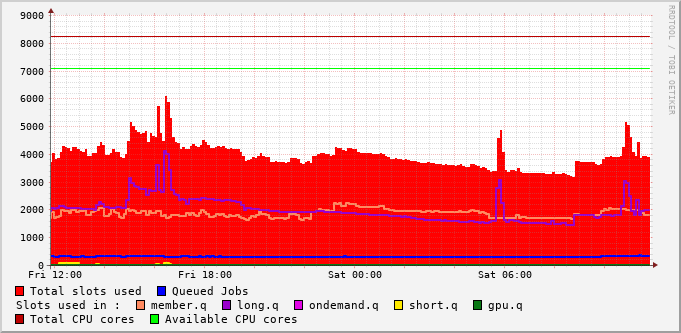 9000
8000
7000
6000
5000
4000
3000
2000
1000
0
Fri 12:00 Fri 18:00 Sat 00:00 Sat 06:00
Total slots used Queued Jobs
Slots used in : member.q long.q ondemand.q short.q gpu.q
Total CPU cores Available CPU cores
RRDTOOL / TOBI OETIKER